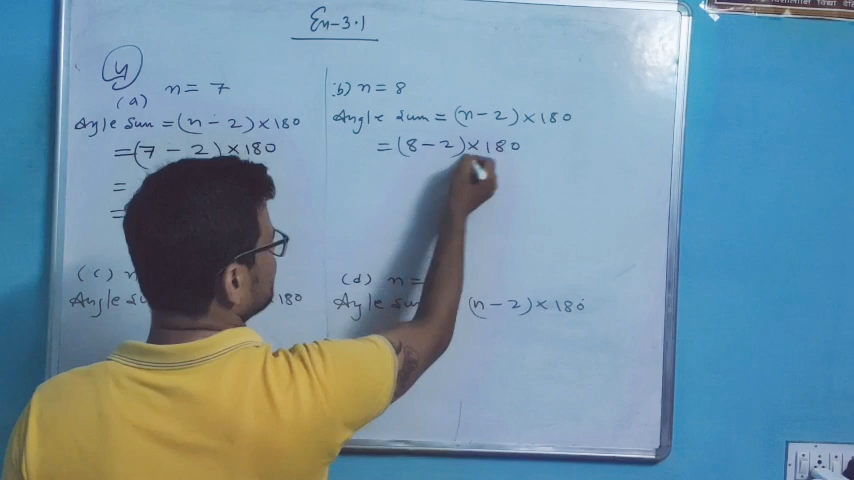 Ex-3.1
4
(a) n = 7
Angle Sum = (n - 2) × 180
= (7 - 2) × 180
=
=
(b) n = 8
Angle Sum = (n - 2) × 180
= (8 - 2) × 180
(c) n
Angle Su 180
(d) n =
Angle Su (n - 2) × 180